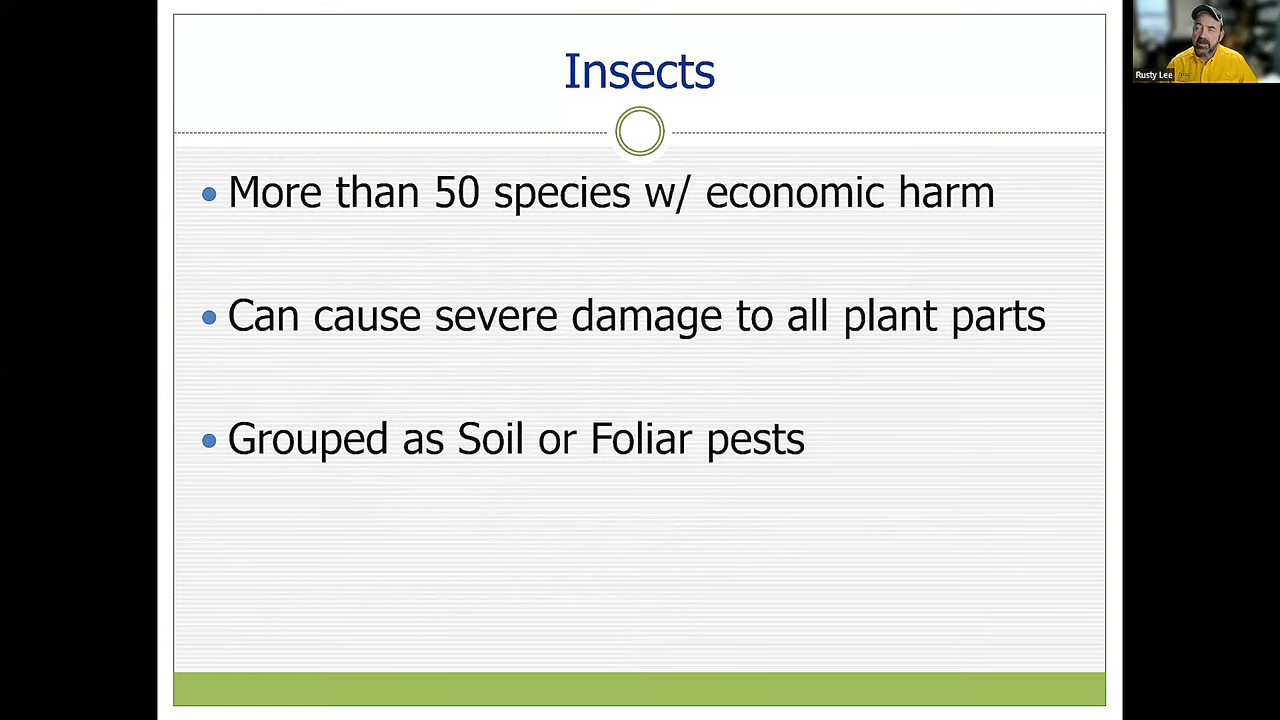 Insects
More than 50 species w/ economic harm
Can cause severe damage to all plant parts
Grouped as Soil or Foliar pests
Rusty Lee